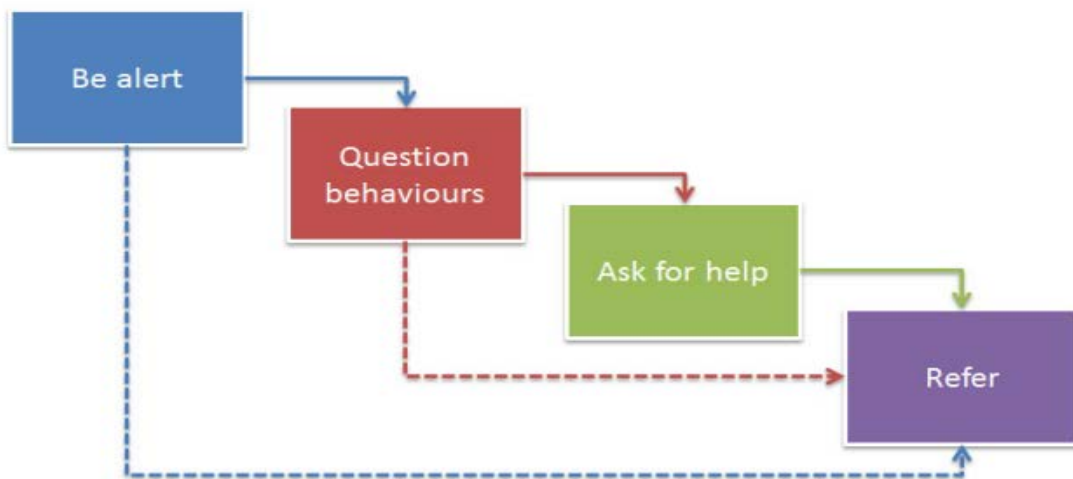 Be alert
Question
behaviours
Ask for help
Refer